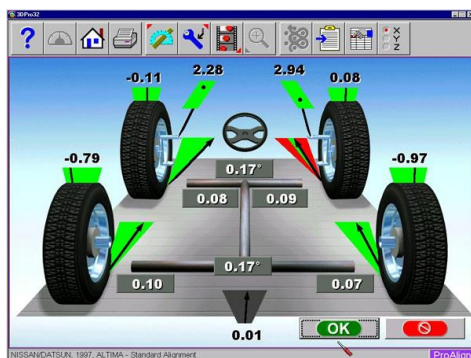 3DPro32
?
X
Y
Z
-0.11
2.28
2.94
0.08
-0.79
-0.97
0.17°
0.08
0.09
0.17°
0.10
0.07
0.01
OK
NISSAN/DATSUN, 1997, ALTIMA - Standard Alignment
ProAlign